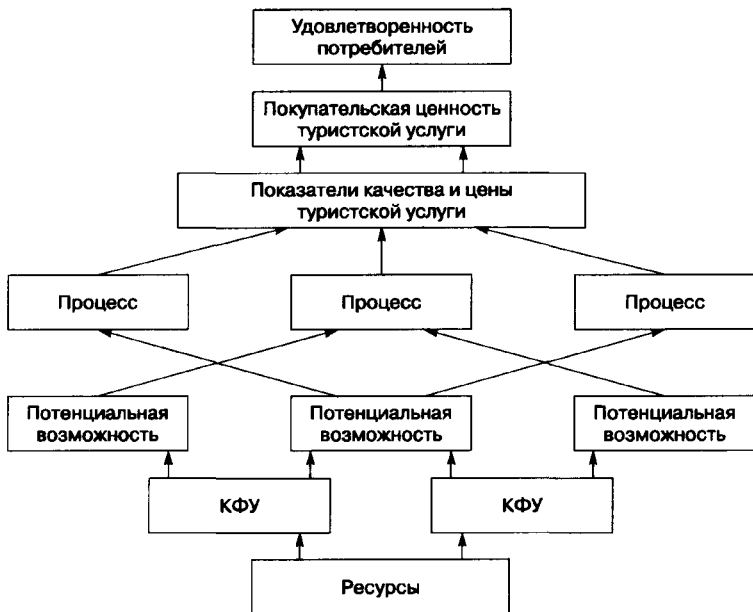 Удовлетворенность
потребителей
Покупательская ценность
туристской услуги
Показатели качества и цены
туристской услуги
Процесс
Процесс
Процесс
Потенциальная
возможность
Потенциальная
возможность
Потенциальная
возможность
КФУ
КФУ
Ресурсы